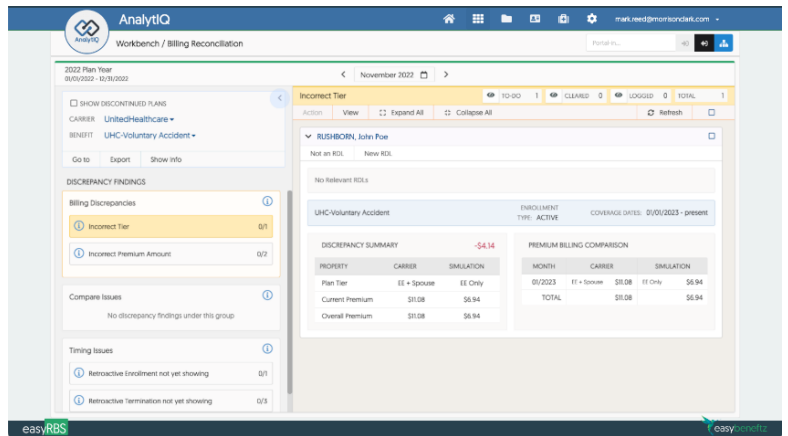 AnalytIQ
mark.reed@morrisondark.com
AnalytIQ
Workbench / Billing Reconciliation
Portal in...
2022 Plan Year
01/01/2022 - 12/31/2022
November 2022
SHOW DISCONTINUED PLANS
CARRIER UnitedHealthcare
BENEFIT UHC-Voluntary Accident
Go to Export Show Info
DISCREPANCY FINDINGS
Billing Discrepancies
Incorrect Tier 0/1
Incorrect Premium Amount 0/2
Compare Issues
No discrepancy findings under this group
Timing Issues
Retroactive Enrollment not yet showing 0/1
Retroactive Termination not yet showing 0/3
Incorrect Tier TO DO 1 CLEARED 0 LOGGED 0 TOTAL 1
Action View Expand All Collapse All Refresh
RUSHBORN, John Poe
Not an RDL New RDL
No Relevant RDLs
UHC-Voluntary Accident ENROLLMENT TYPE: ACTIVE COVERAGE DATES: 01/01/2023 - present
DISCREPANCY SUMMARY -$4.14
PROPERTY CARRIER SIMULATION
Plan Tier EE + Spouse EE Only
Current Premium $11.08 $6.94
Overall Premium $11.08 $6.94
PREMIUM BILLING COMPARISON
MONTH CARRIER SIMULATION
01/2023 EE + Spouse $11.08 EE Only $6.94
TOTAL $11.08 $6.94
easyRBS
easybenefitz